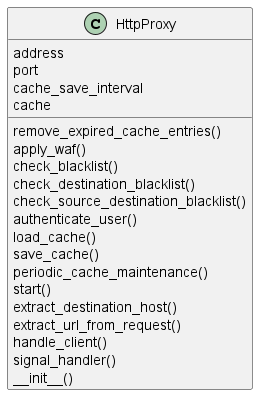 C HttpProxy
address
port
cache_save_interval
cache
remove_expired_cache_entries()
apply_waf()
check_blacklist()
check_destination_blacklist()
check_source_destination_blacklist()
authenticate_user()
load_cache()
save_cache()
periodic_cache_maintenance()
start()
extract_destination_host()
extract_url_from_request()
handle_client()
signal_handler()
__init__()